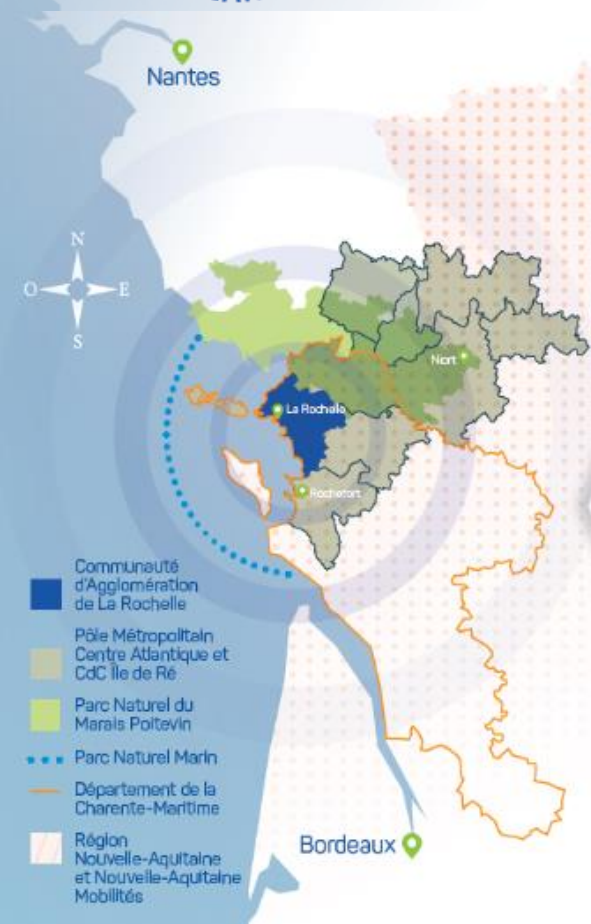 Nantes
N
O
E
S
Niort
La Rochelle
Rochefort
Communauté
d'Agglomération
de La Rochelle
Pôle Métropolitain
Centre Atlantique et
CdC Île de Ré
Parc Naturel du
Marais Poitevin
Parc Naturel Marin
Département de la
Charente-Maritime
Région
Nouvelle-Aquitaine
et Nouvelle-Aquitaine
Mobilités
Bordeaux